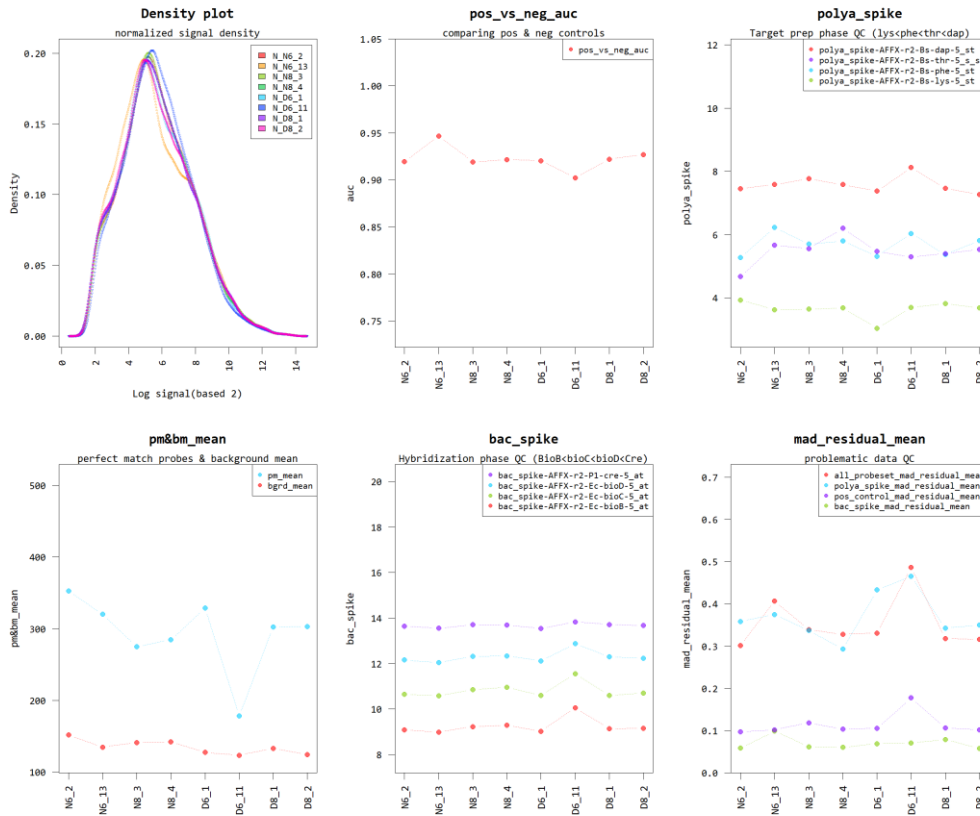 Density plot
normalized signal density
N_N6_2
N_N6_13
N_N8_3
N_N8_4
N_D6_1
N_D6_11
N_D8_1
N_D8_2
0.20
0.15
0.10
0.05
0.00
Density
0 2 4 6 8 10 12 14
Log signal(based 2)
pos_vs_neg_auc
comparing pos & neg controls
pos_vs_neg_auc
1.05
1.00
0.95
0.90
0.85
0.80
0.75
auc
N6_2 N6_13 N8_3 N8_4 D6_1 D6_11 D8_1 D8_2
polya_spike
Target prep phase QC (lys<phe<thr<dap)
polya_spike-AFFX-r2-Bs-dap-5_st
polya_spike-AFFX-r2-Bs-thr-5_s_st
polya_spike-AFFX-r2-Bs-phe-5_st
polya_spike-AFFX-r2-Bs-lys-5_st
12
10
8
6
4
polya_spike
N6_2 N6_13 N8_3 N8_4 D6_1 D6_11 D8_1 D8_2
pm&bm_mean
perfect match probes & background mean
pm_mean
bgrd_mean
500
400
300
200
100
pm&bm_mean
N6_2 N6_13 N8_3 N8_4 D6_1 D6_11 D8_1 D8_2
bac_spike
Hybridization phase QC (BioB<bioC<bioD<Cre)
bac_spike-AFFX-r2-P1-cre-5_at
bac_spike-AFFX-r2-Ec-bioD-5_at
bac_spike-AFFX-r2-Ec-bioC-5_at
bac_spike-AFFX-r2-Ec-bioB-5_at
20
18
16
14
12
10
8
bac_spike
N6_2 N6_13 N8_3 N8_4 D6_1 D6_11 D8_1 D8_2
mad_residual_mean
problematic data QC
all_probeset_mad_residual_mean
polya_spike_mad_residual_mean
pos_control_mad_residual_mean
bac_spike_mad_residual_mean
0.7
0.6
0.5
0.4
0.3
0.2
0.1
0.0
mad_residual_mean
N6_2 N6_13 N8_3 N8_4 D6_1 D6_11 D8_1 D8_2